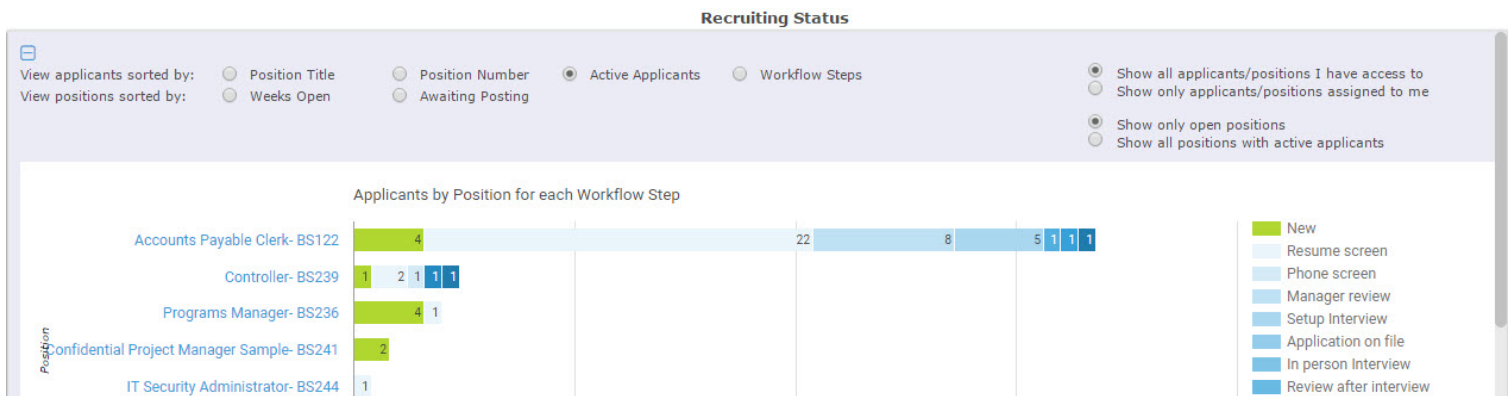 Recruiting Status
View applicants sorted by: Position Title Position Number Active Applicants Workflow Steps
View positions sorted by: Weeks Open Awaiting Posting
Show all applicants/positions I have access to
Show only applicants/positions assigned to me
Show only open positions
Show all positions with active applicants
Applicants by Position for each Workflow Step
Position
Accounts Payable Clerk- BS122 4 22 8 5 1 1 1
Controller- BS239 1 2 1 1 1
Programs Manager- BS236 4 1
Confidential Project Manager Sample- BS241 2
IT Security Administrator- BS244 1
New
Resume screen
Phone screen
Manager review
Setup Interview
Application on file
In person Interview
Review after interview